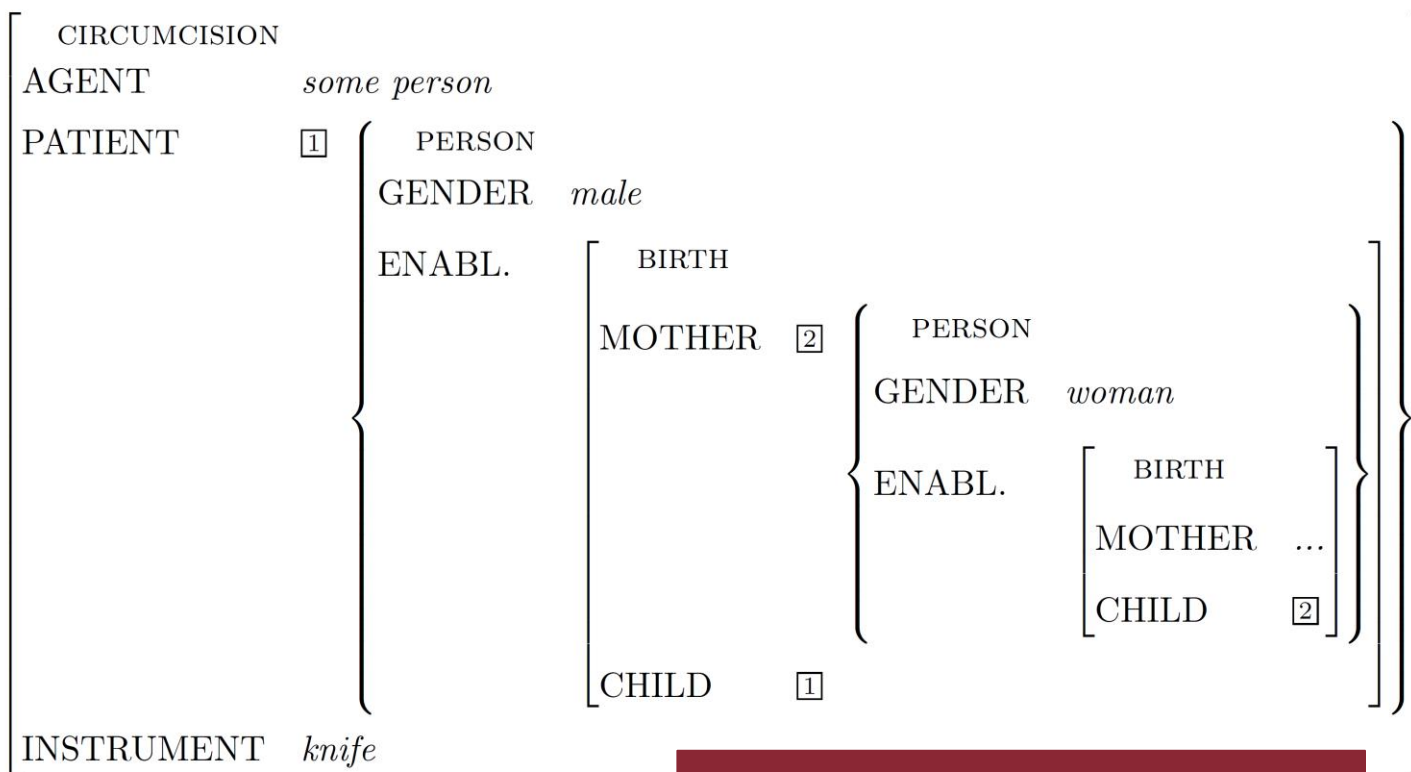 CIRCUMCISION
AGENT some person
PATIENT 1 PERSON
GENDER male
ENABL. BIRTH
MOTHER 2 PERSON
GENDER woman
ENABL. BIRTH
MOTHER ...
CHILD 2
CHILD 1
INSTRUMENT knife